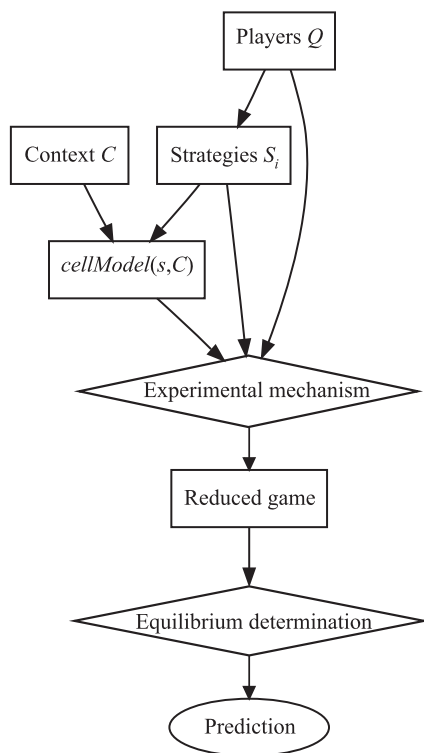 Players Q
Context C
Strategies Sᵢ
cellModel(s,C)
Experimental mechanism
Reduced game
Equilibrium determination
Prediction